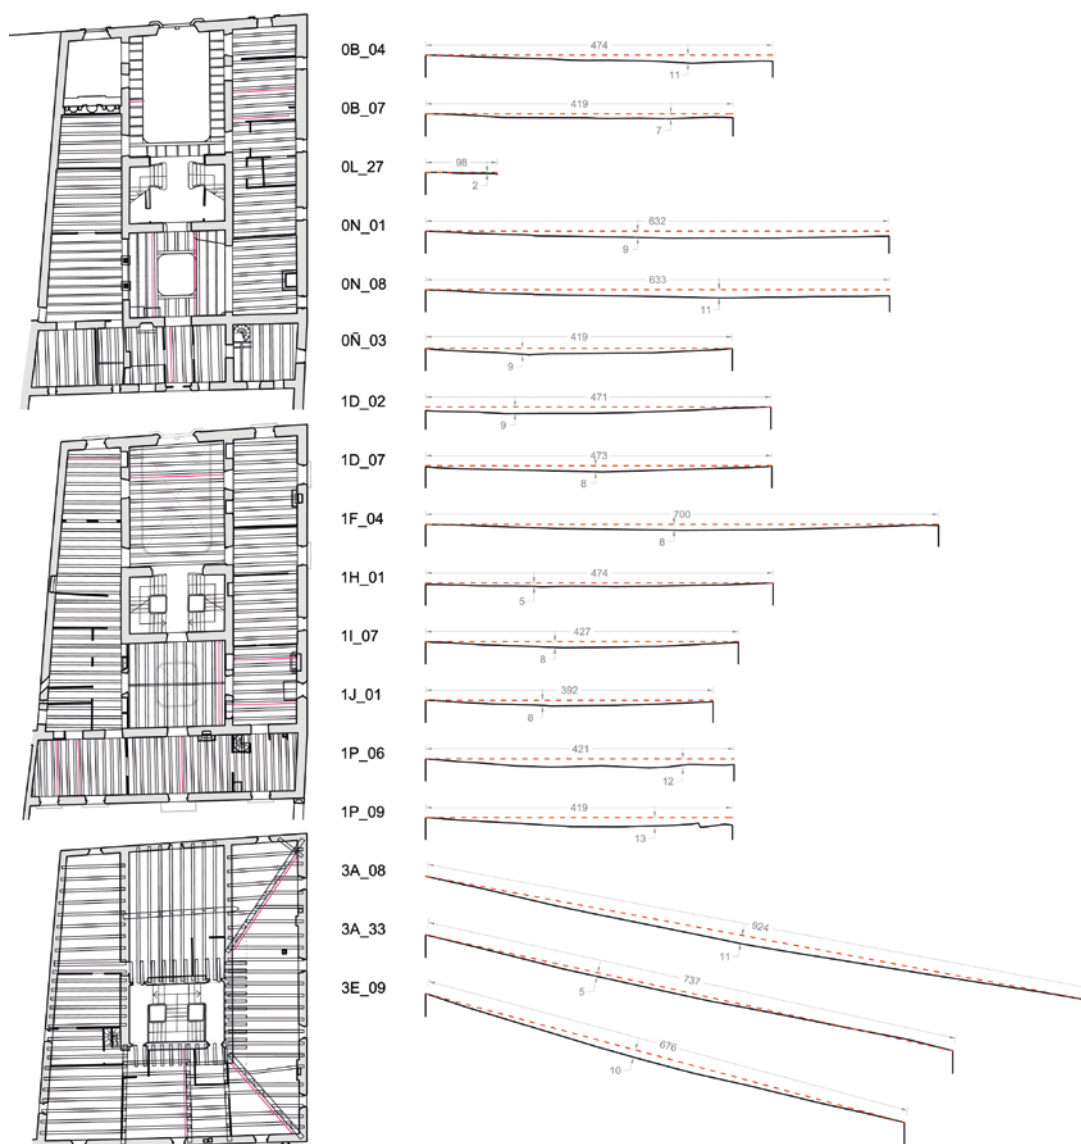 0B_04
474
11
0B_07
419
7
0L_27
98
2
0N_01
632
9
0N_08
633
11
0Ñ_03
419
9
1D_02
471
9
1D_07
473
8
1F_04
700
8
1H_01
474
5
1I_07
427
8
1J_01
392
8
1P_06
421
12
1P_09
419
13
3A_08
924
11
3A_33
737
5
3E_09
676
10